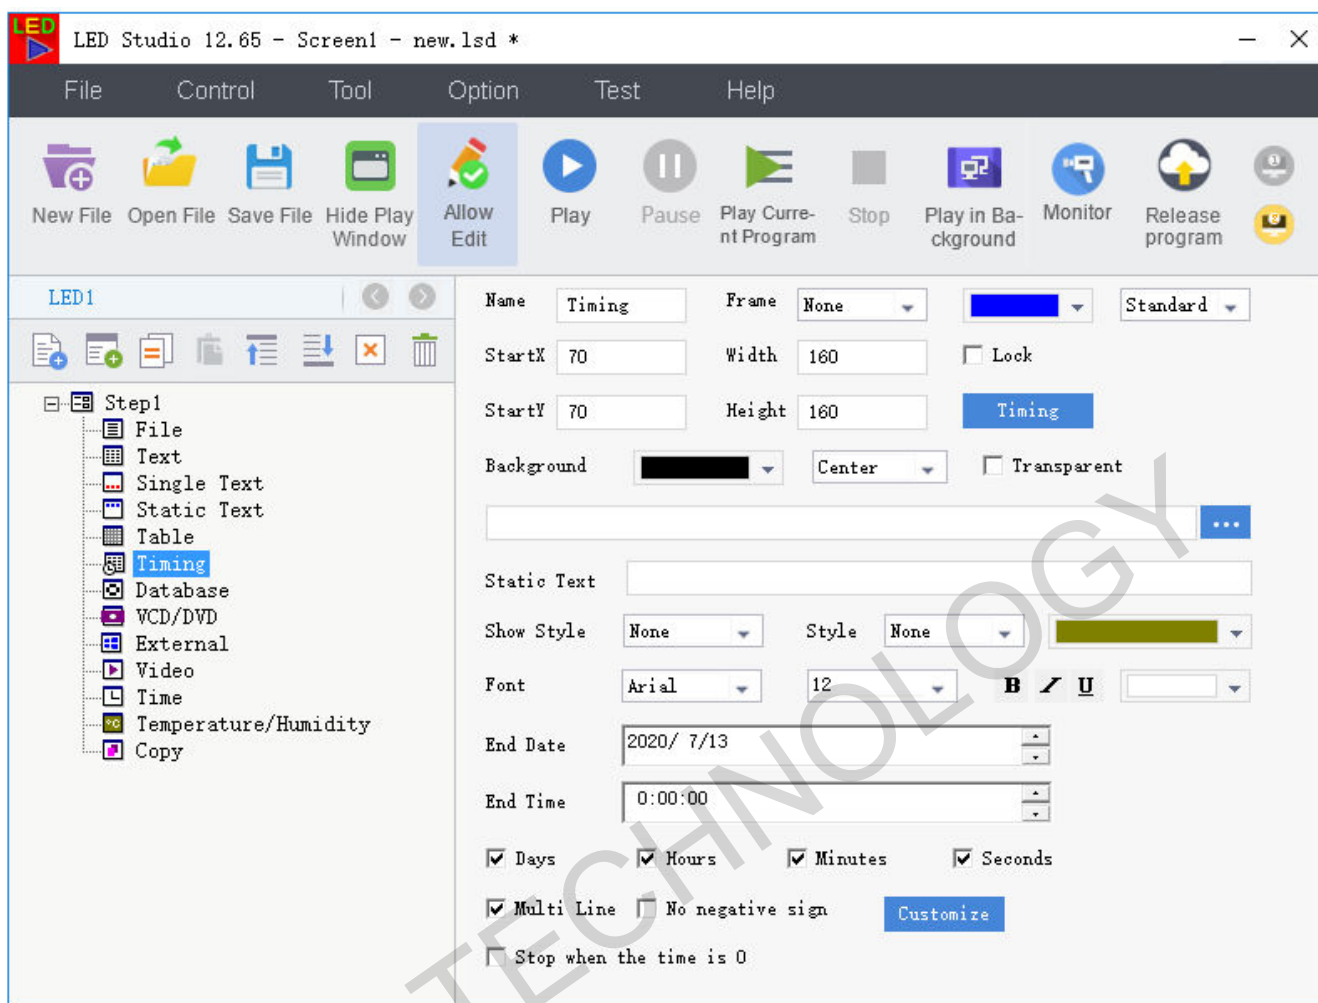 LED
LED Studio 12.65 - Screen1 - new.lsd *
File Control Tool Option Test Help
New File Open File Save File Hide Play Window Allow Edit Play Pause Play Curre-nt Program Stop Play in Ba-ckground Monitor Release program
LED1
Step1
File
Text
Single Text
Static Text
Table
Timing
Database
VCD/DVD
External
Video
Time
°C Temperature/Humidity
Copy
Name Timing Frame None Standard
StartX 70 Width 160 Lock
StartY 70 Height 160 Timing
Background Center Transparent
...
Static Text
Show Style None Style None
Font Arial 12 B I U
End Date 2020/ 7/13
End Time 0:00:00
Days Hours Minutes Seconds
Multi Line No negative sign Customize
Stop when the time is 0
TECHNOLOGY